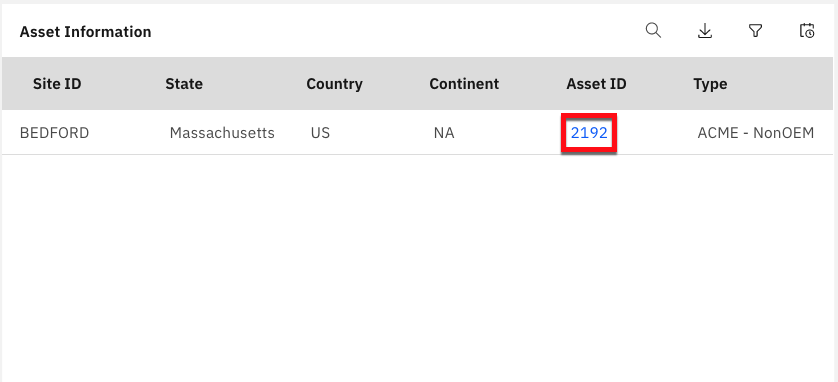 Asset Information
Site ID State Country Continent Asset ID Type
BEDFORD Massachusetts US NA 2192 ACME - NonOEM